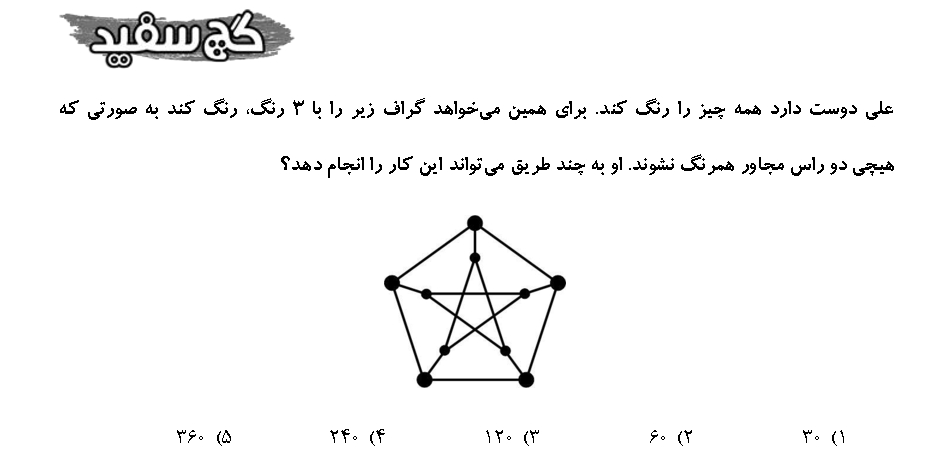 گچ سفید
علی دوست دارد همه چیز را رنگ کند. برای همین می‌خواهد گراف زیر را با ۳ رنگ، رنگ کند به صورتی که
هیچی دو راس مجاور همرنگ نشوند. او به چند طریق می‌تواند این کار را انجام دهد؟
۱) ۳۰ ۲) ۶۰ ۳) ۱۲۰ ۴) ۲۴۰ ۵) ۳۶۰